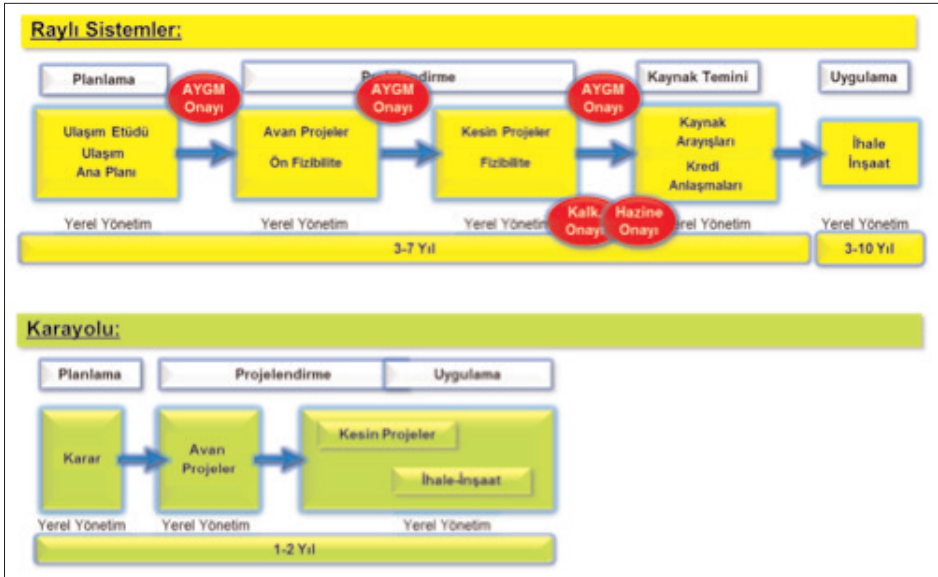 Raylı Sistemler:
Planlama
Projelendirme
Kaynak Temini
Uygulama
AYGM
Onayı
AYGM
Onayı
AYGM
Onayı
Ulaşım Etüdü
Ulaşım
Ana Planı
Avan Projeler
Ön Fizibilite
Kesin Projeler
Fizibilite
Kaynak
Arayışları
Kredi
Anlaşmaları
İhale
İnşaat
Yerel Yönetim
Yerel Yönetim
Yerel Yönetim
Kalk.
Onayı
Hazine
Onayı
Yerel Yönetim
Yerel Yönetim
3-7 Yıl
3-10 Yıl
Karayolu:
Planlama
Projelendirme
Uygulama
Karar
Avan
Projeler
Kesin Projeler
İhale-İnşaat
Yerel Yönetim
Yerel Yönetim
Yerel Yönetim
1-2 Yıl